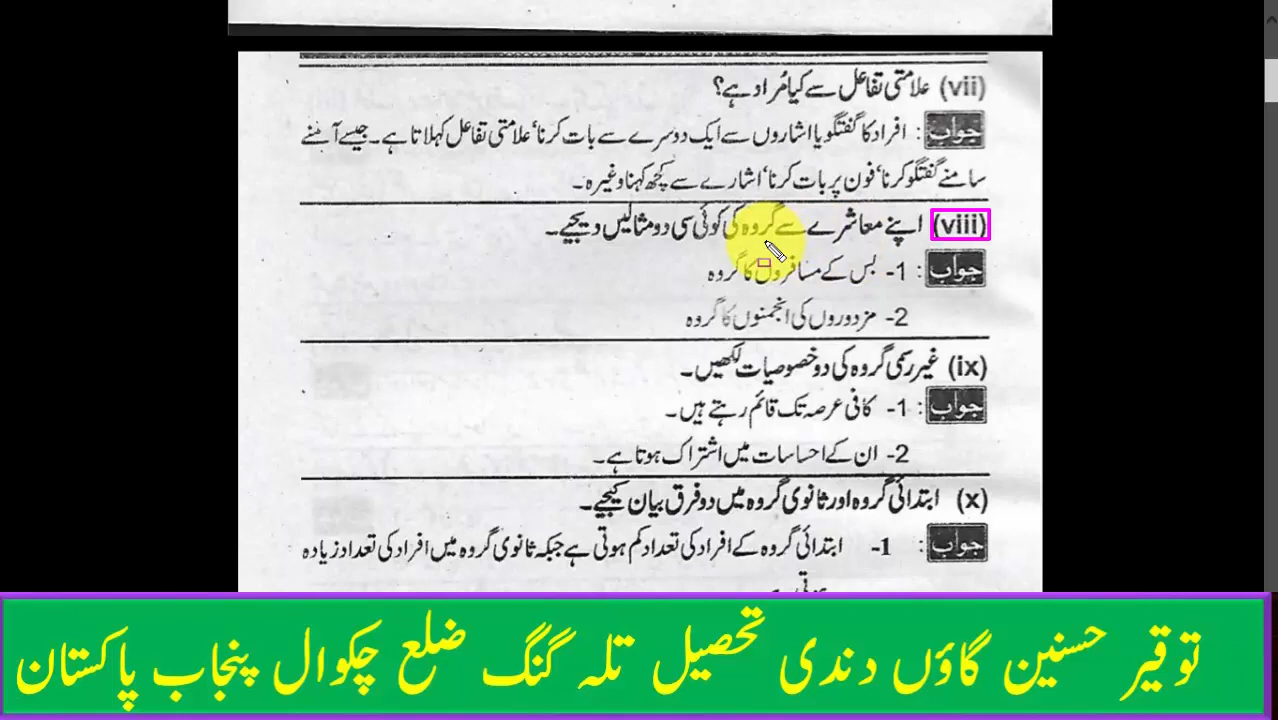 (vii) علامتی تفاعل سے کیا مُراد ہے؟
جواب : افراد کا گفتگو یا اشاروں سے ایک دوسرے سے بات کرنا‘ علامتی تفاعل کہلاتا ہے۔ جیسے آمنے
سامنے گفتگو کرنا‘ فون پر بات کرنا‘ اشارے سے کچھ کہنا وغیرہ۔
(viii) اپنے معاشرے سے گروہ کی کوئی سی دو مثالیں دیجیے۔
جواب : 1- بس کے مسافروں کا گروہ
2- مزدوروں کی انجمنوں کا گروہ
(ix) غیر رسمی گروہ کی دو خصوصیات لکھیں۔
جواب : 1- کافی عرصہ تک قائم رہتے ہیں۔
2- ان کے احساسات میں اشتراک ہوتا ہے۔
(x) ابتدائی گروہ اور ثانوی گروہ میں دو فرق بیان کیجیے۔
جواب : 1- ابتدائی گروہ کے افراد کی تعداد کم ہوتی ہے جبکہ ثانوی گروہ میں افراد کی تعداد زیادہ
توقیر حسنین گاؤں دندی تحصیل تلہ گنگ ضلع چکوال پنجاب پاکستان